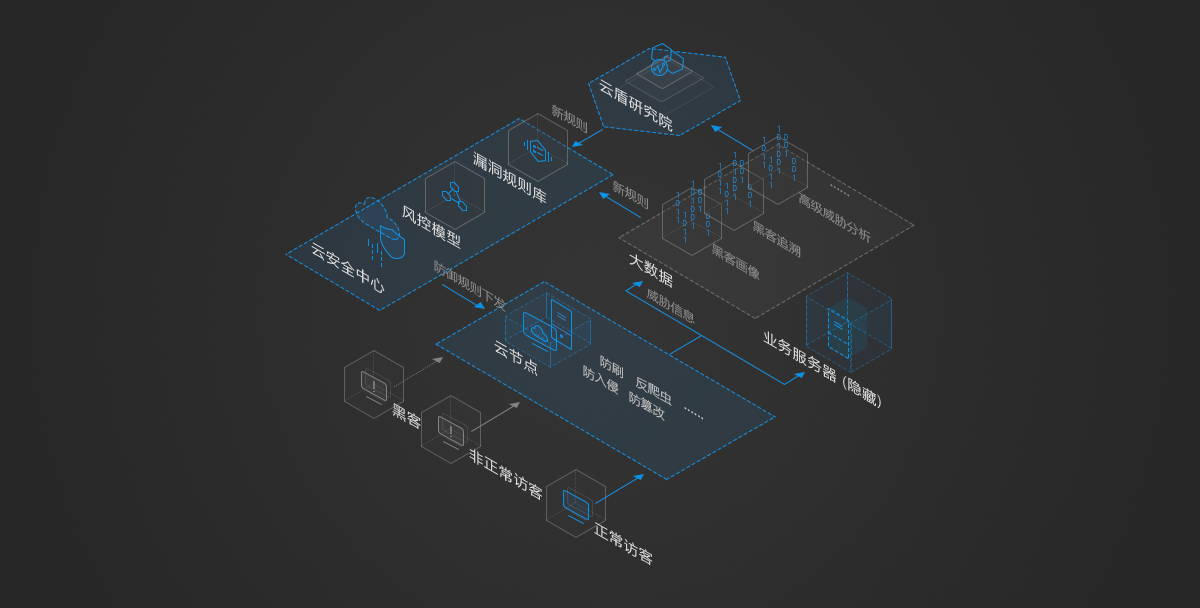 云盾研究院
新规则
漏洞规则库
新规则
高级威胁分析
……
风控模型
黑客追溯
黑客画像
云安全中心
大数据
防御规则下发
威胁信息
业务服务器 (隐藏)
云节点
防刷 反爬虫
防入侵 防篡改 ……
黑客
非正常访客
正常访客